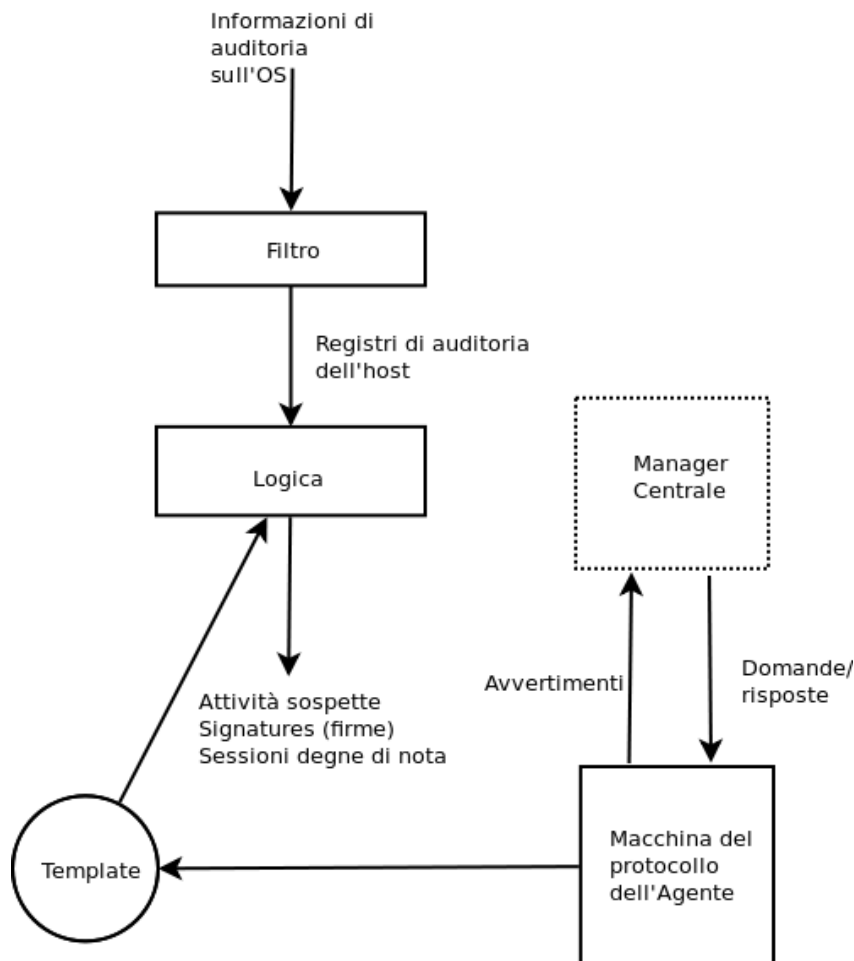 Informazioni di
auditoria
sull'OS
Filtro
Registri di auditoria
dell'host
Logica
Manager
Centrale
Avvertimenti
Domande/
risposte
Attività sospette
Signatures (firme)
Sessioni degne di nota
Template
Macchina del
protocollo
dell'Agente